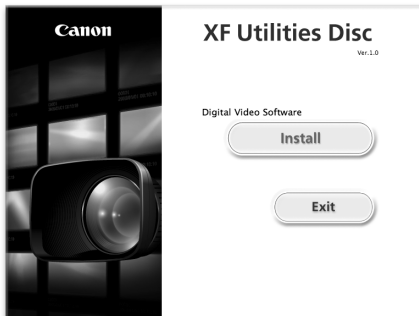 Canon
XF Utilities Disc
Ver.1.0
Digital Video Software
Install
Exit